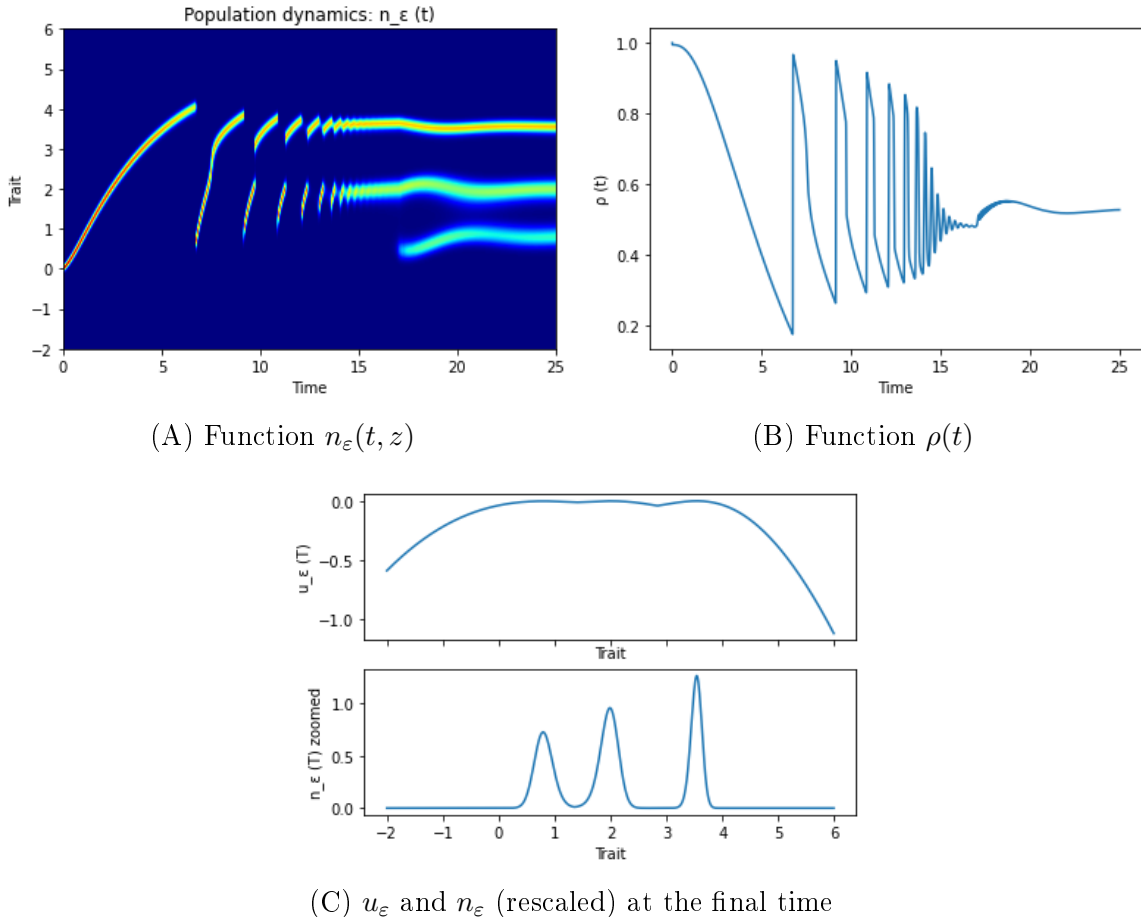 Population dynamics: n_ε (t)
6
5
4
3
2
1
0
−1
−2
Trait
0 5 10 15 20 25
Time
(A) Function nε(t, z)
1.0
0.8
0.6
0.4
0.2
ρ (t)
0 5 10 15 20 25
Time
(B) Function ρ(t)
0.0
−0.5
−1.0
u_ε (T)
Trait
1.0
0.5
0.0
n_ε (T) zoomed
−2 −1 0 1 2 3 4 5 6
Trait
(C) uε and nε (rescaled) at the final time